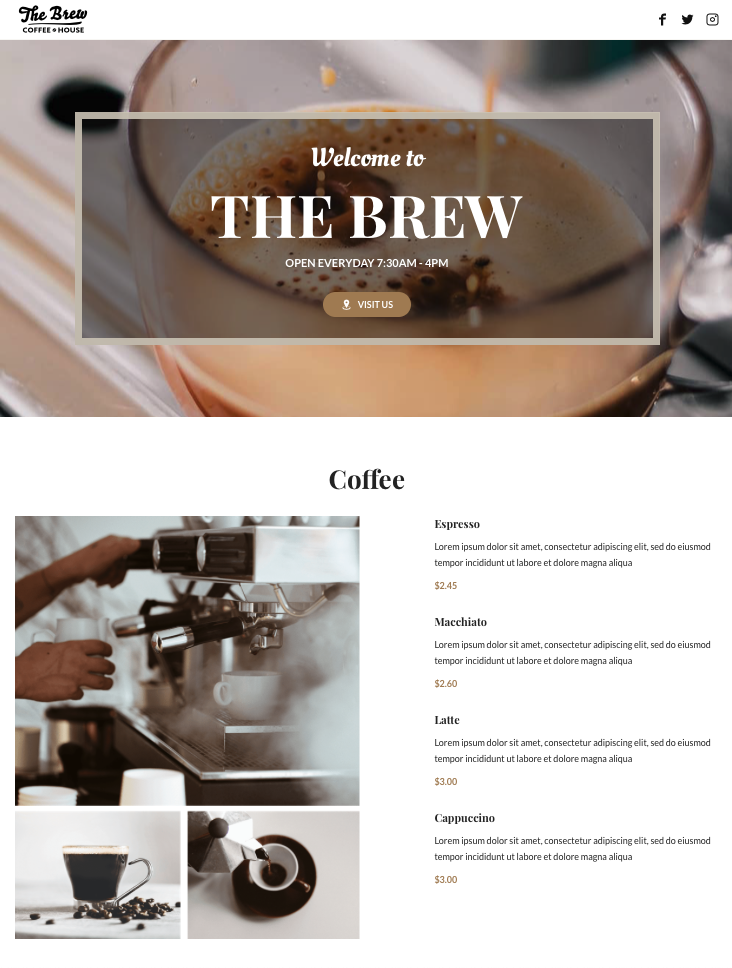 The Brew
COFFEE HOUSE
Welcome to
THE BREW
OPEN EVERYDAY 7:30AM - 4PM
VISIT US
Coffee
Espresso
Lorem ipsum dolor sit amet, consectetur adipiscing elit, sed do eiusmod
tempor incididunt ut labore et dolore magna aliqua
$2.45
Macchiato
Lorem ipsum dolor sit amet, consectetur adipiscing elit, sed do eiusmod
tempor incididunt ut labore et dolore magna aliqua
$2.60
Latte
Lorem ipsum dolor sit amet, consectetur adipiscing elit, sed do eiusmod
tempor incididunt ut labore et dolore magna aliqua
$3.00
Cappuccino
Lorem ipsum dolor sit amet, consectetur adipiscing elit, sed do eiusmod
tempor incididunt ut labore et dolore magna aliqua
$3.00